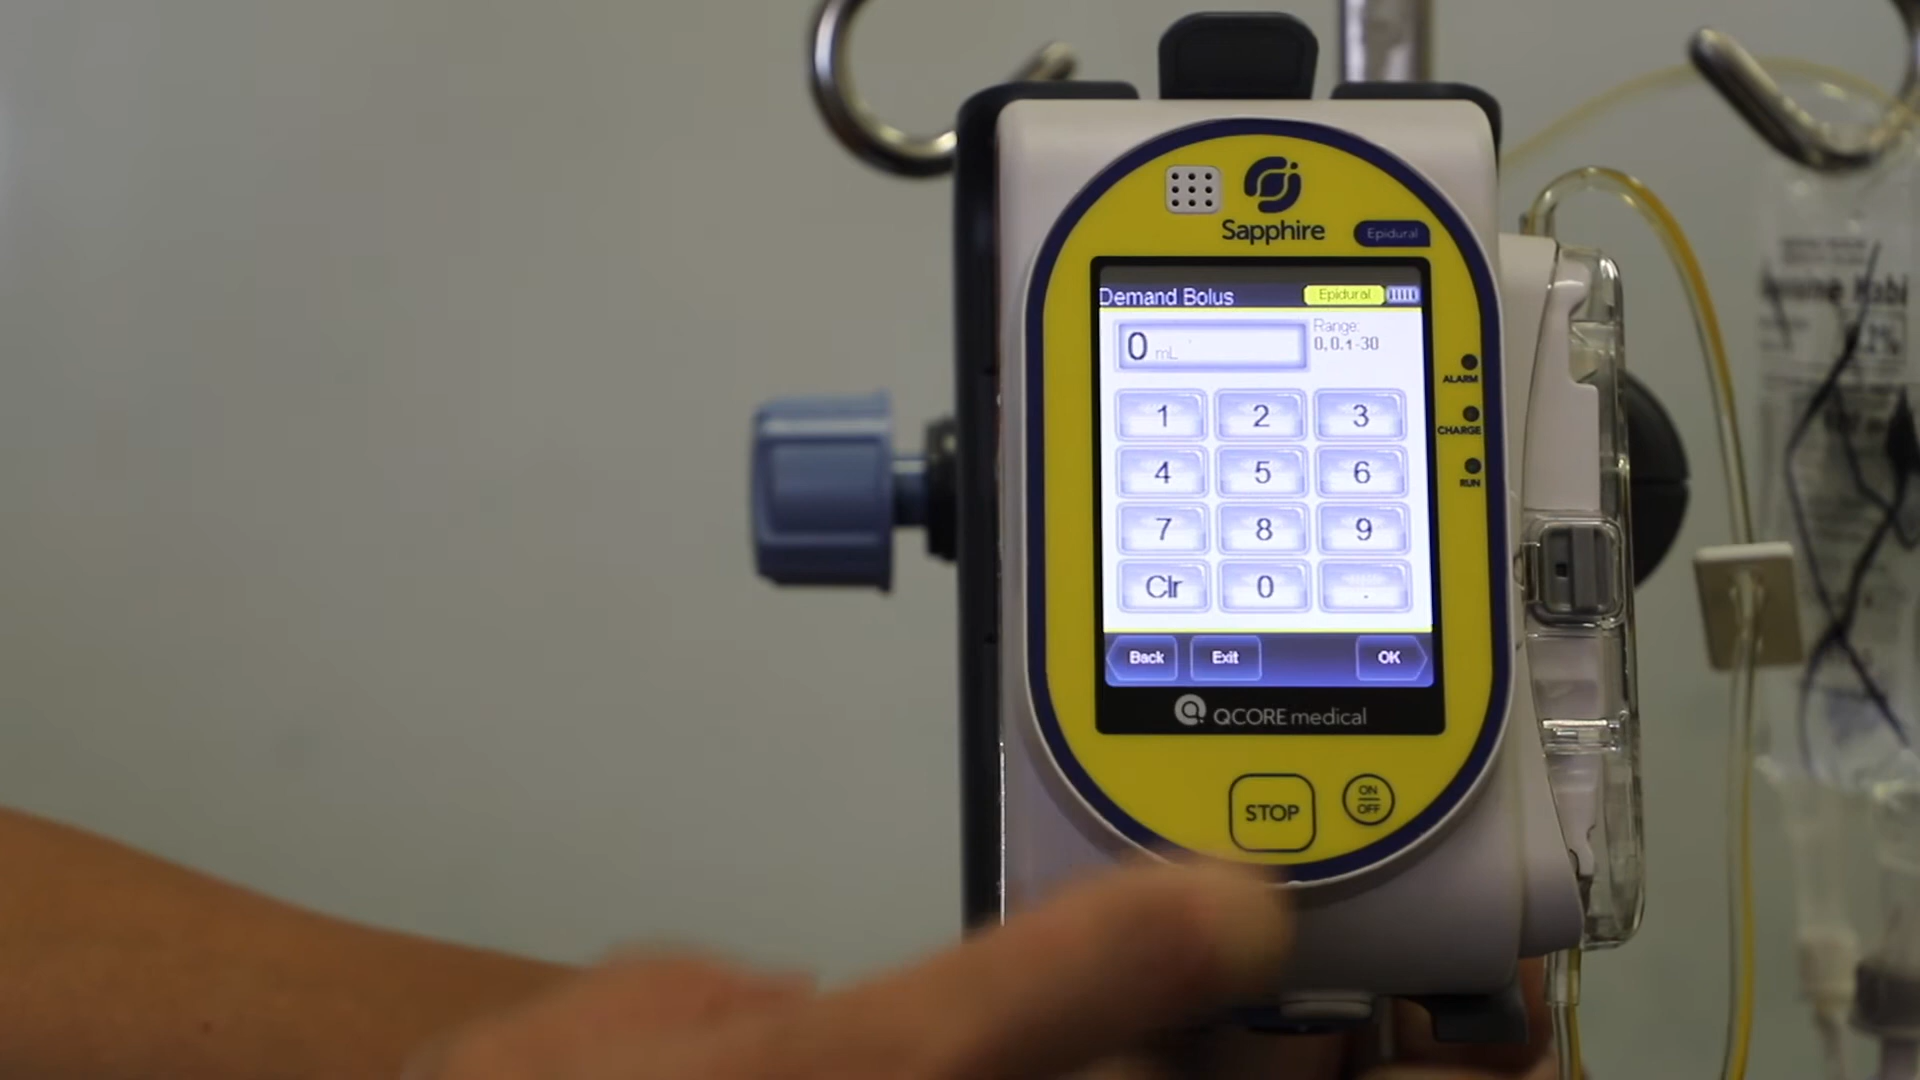 Sapphire
Epidural
Demand Bolus
Epidural
0 mL
Range:
0, 0.1-30
1 2 3
4 5 6
7 8 9
Clr 0 .
Back Exit OK
ALARM
CHARGE
RUN
QCORE medical
STOP
ON
OFF